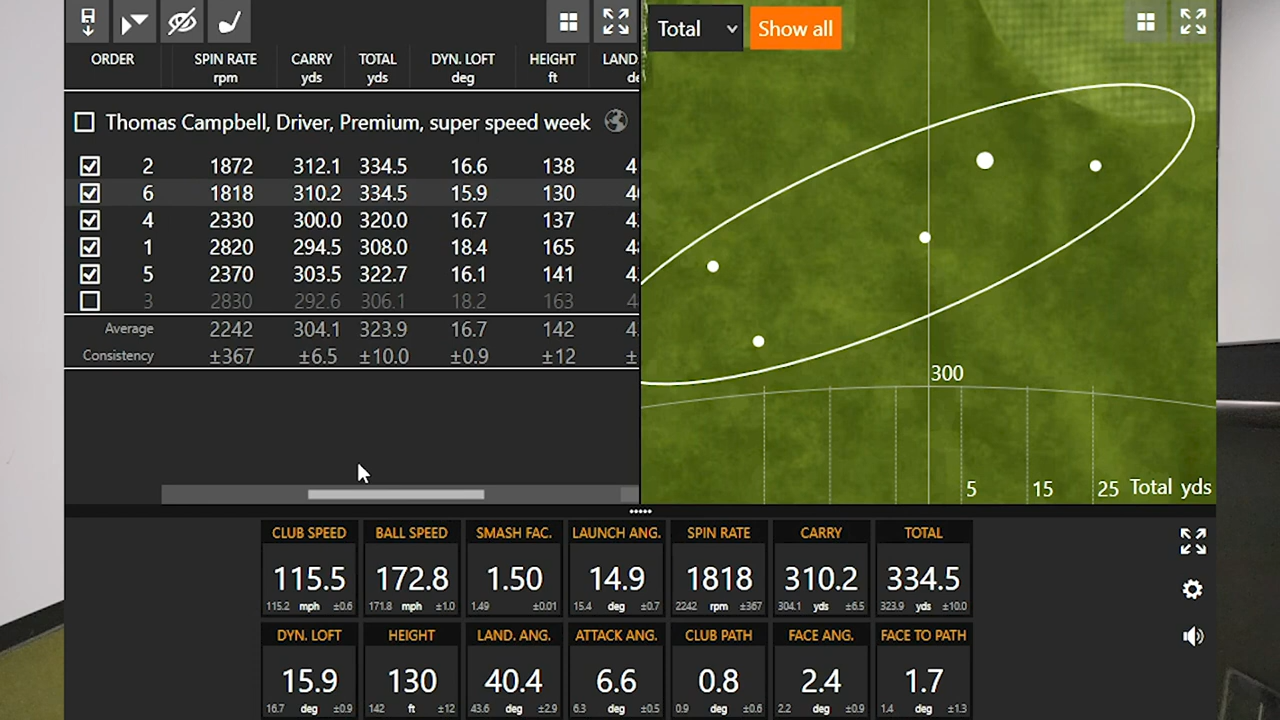 ORDER SPIN RATE CARRY TOTAL DYN. LOFT HEIGHT LAND
rpm yds yds deg ft de
Thomas Campbell, Driver, Premium, super speed week
2 1872 312.1 334.5 16.6 138 4
6 1818 310.2 334.5 15.9 130 4
4 2330 300.0 320.0 16.7 137 4
1 2820 294.5 308.0 18.4 165 4
5 2370 303.5 322.7 16.1 141 4
3 2830 292.6 306.1 18.2 163 4
Average 2242 304.1 323.9 16.7 142 4
Consistency ±367 ±6.5 ±10.0 ±0.9 ±12 ±
Total Show all
300
5 15 25 Total yds
CLUB SPEED BALL SPEED SMASH FAC. LAUNCH ANG. SPIN RATE CARRY TOTAL
115.5 172.8 1.50 14.9 1818 310.2 334.5
115.2 mph ±0.6 171.8 mph ±1.0 1.49 ±0.01 15.4 deg ±0.7 2242 rpm ±367 304.1 yds ±6.5 323.9 yds ±10.0
DYN. LOFT HEIGHT LAND. ANG. ATTACK ANG. CLUB PATH FACE ANG. FACE TO PATH
15.9 130 40.4 6.6 0.8 2.4 1.7
16.7 deg ±0.9 142 ft ±12 43.6 deg ±2.9 6.3 deg ±0.5 0.9 deg ±0.6 2.2 deg ±0.9 1.4 deg ±1.3